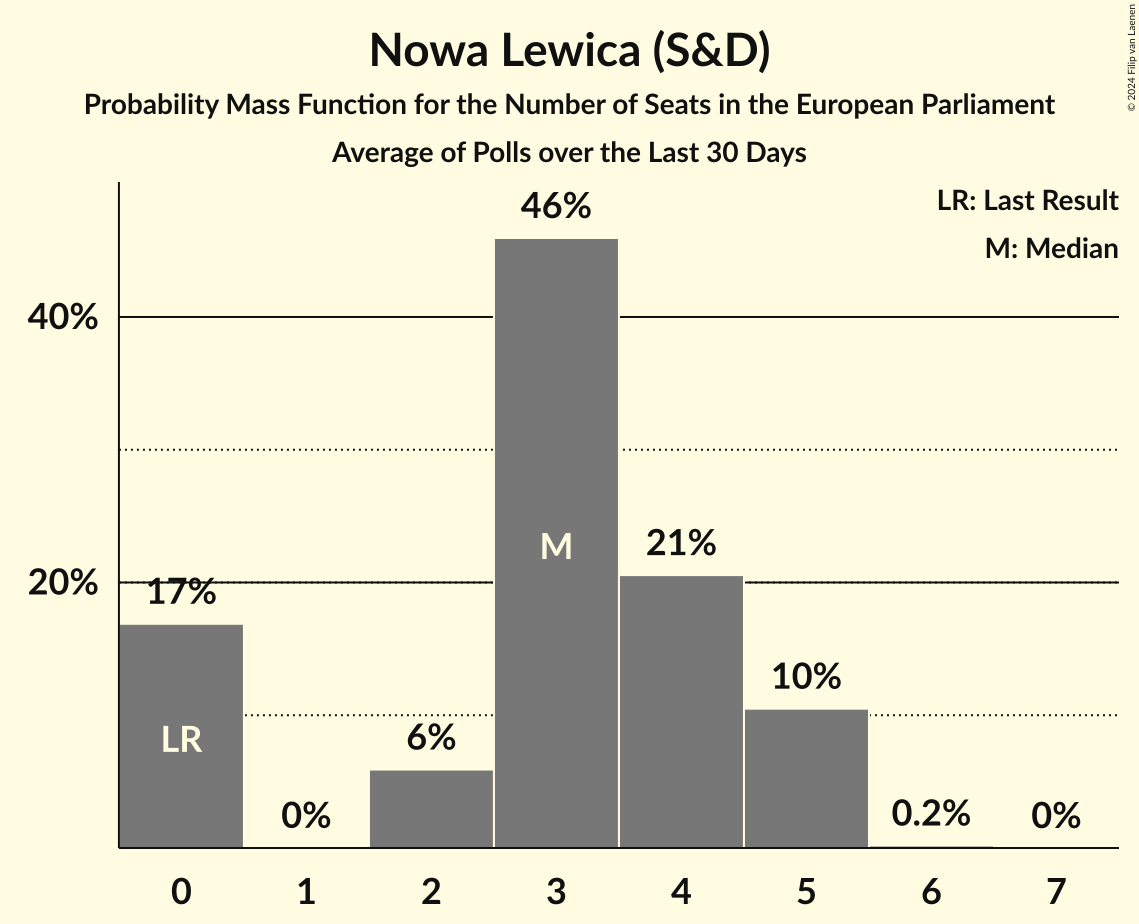 Nowa Lewica (S&D)
Probability Mass Function for the Number of Seats in the European Parliament
Average of Polls over the Last 30 Days
© 2024 Filip van Laenen
LR: Last Result
M: Median
46%
40%
M
21%
20%
17%
10%
LR
6%
0%
0.2%
0%
0 1 2 3 4 5 6 7